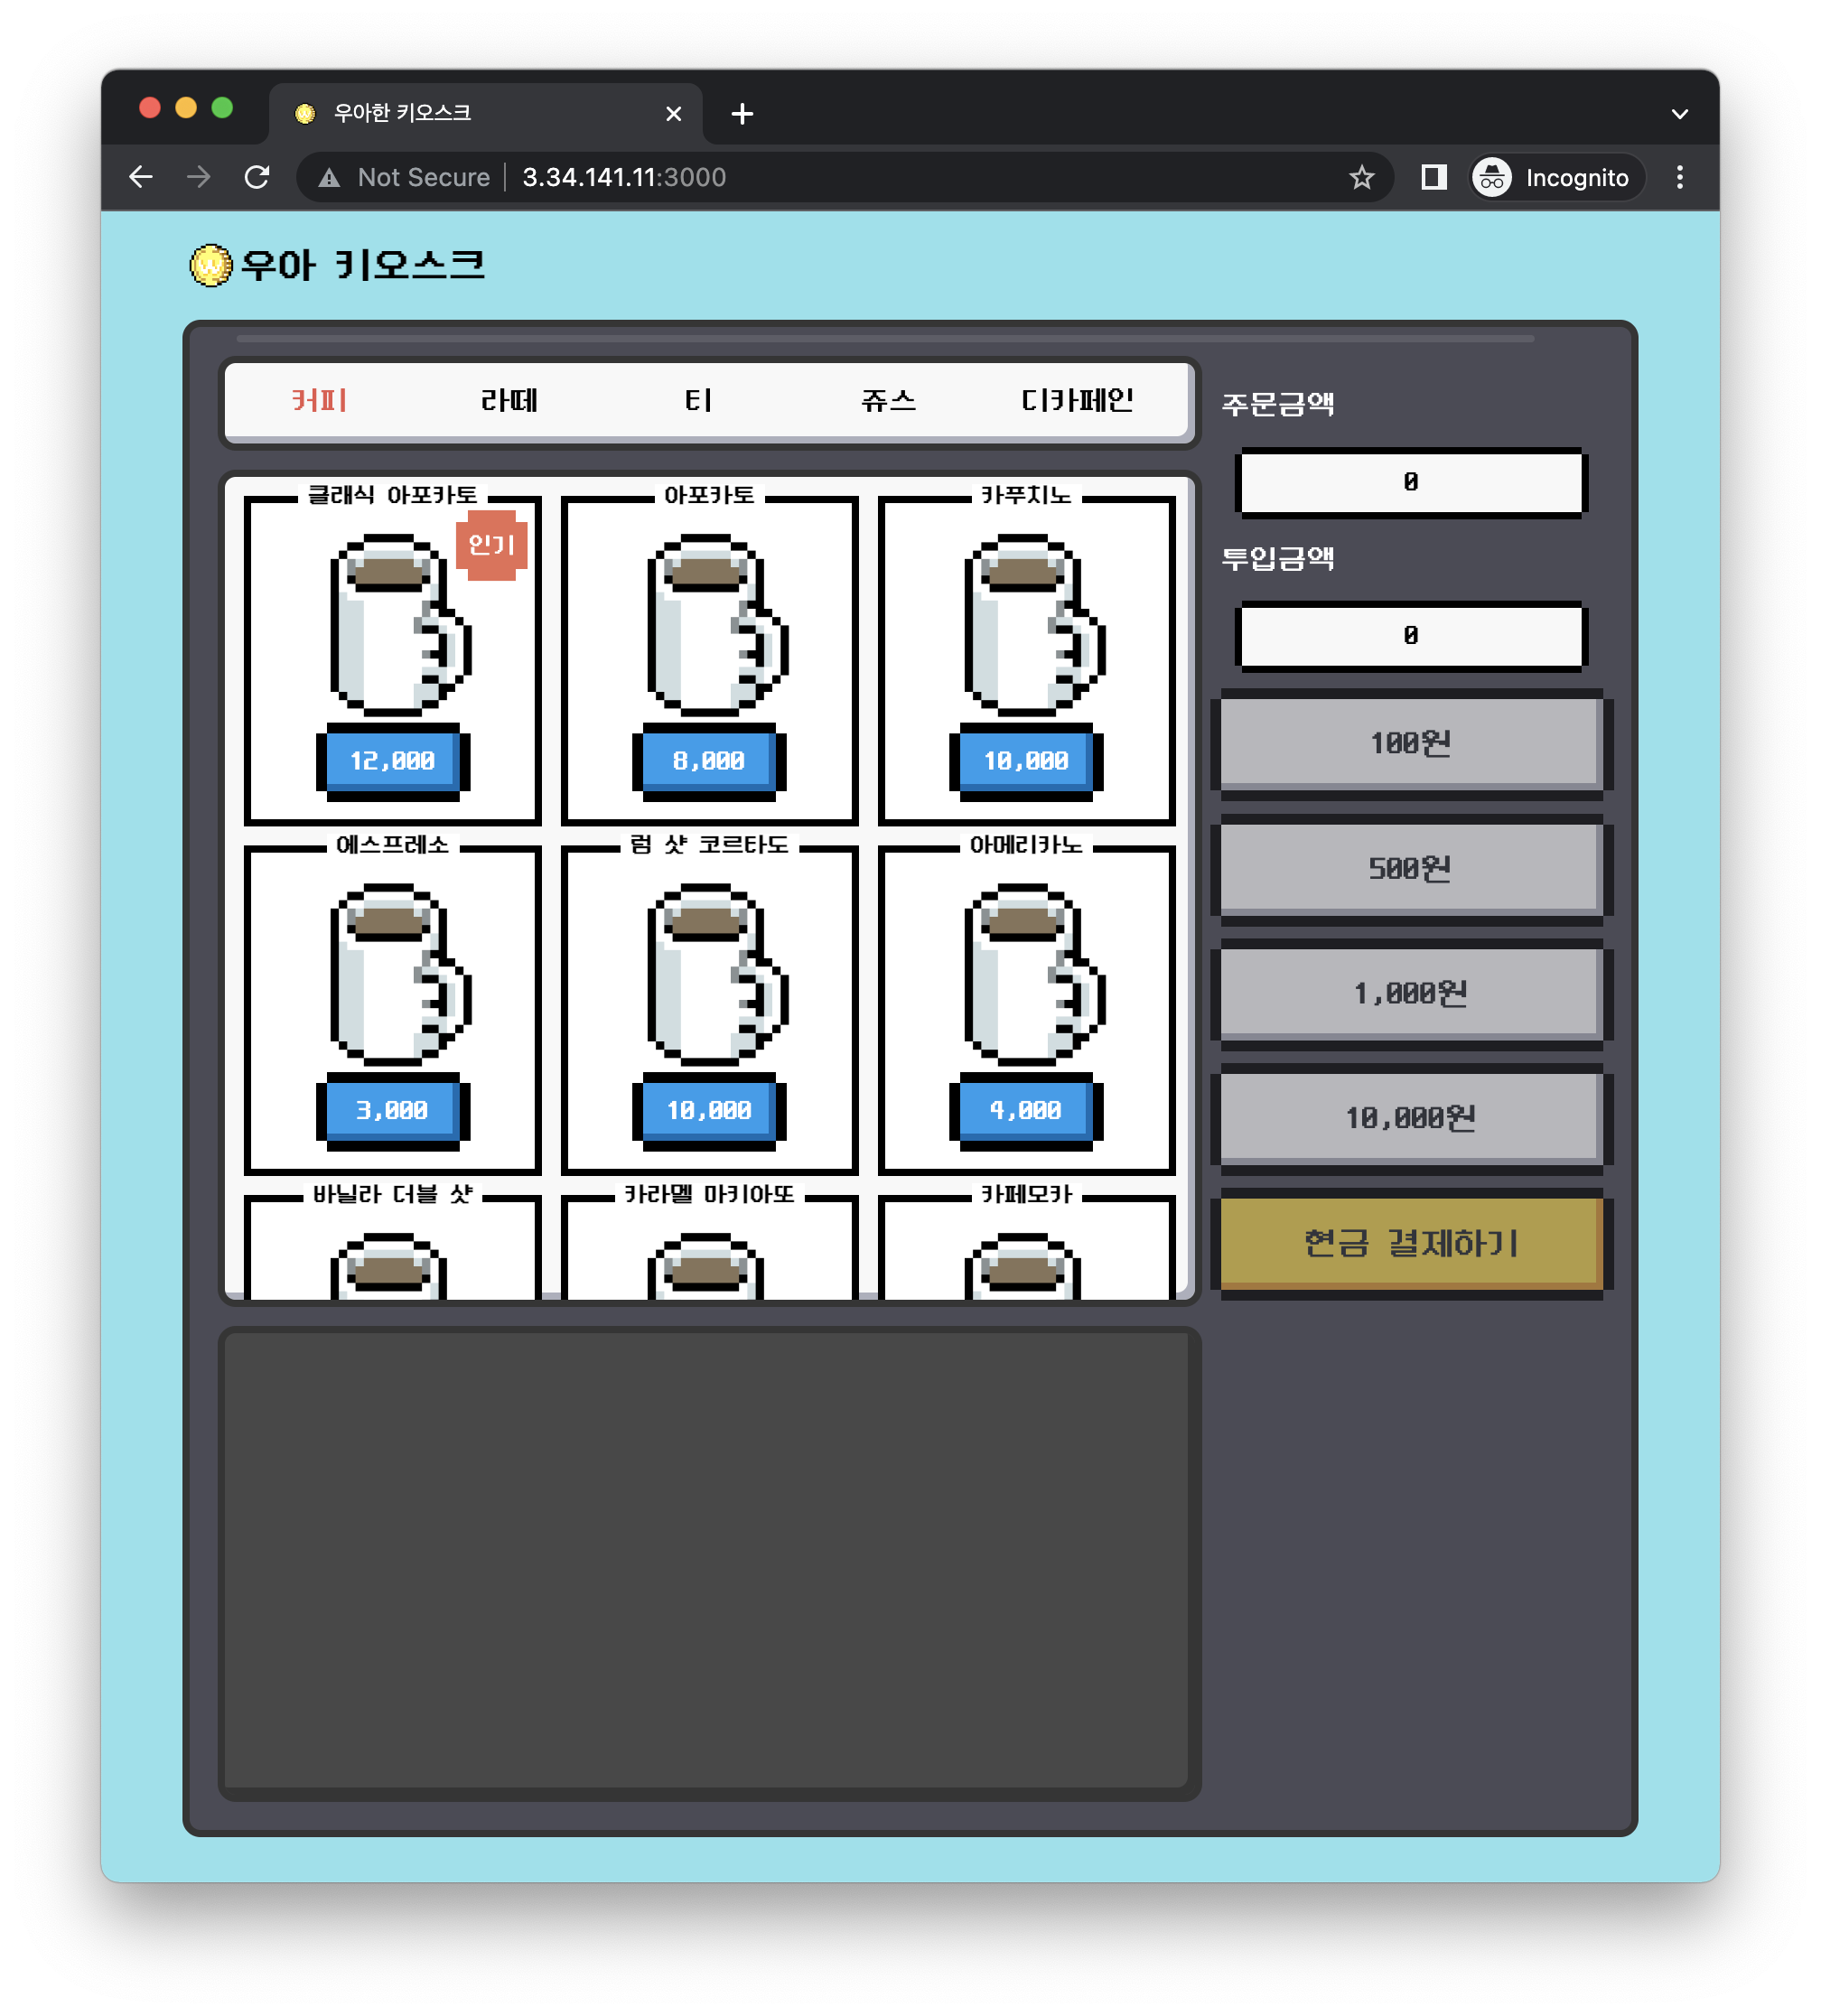 우아한 키오스크
Not Secure 3.34.141.11:3000
Incognito
우아 키오스크
커피 라떼 티 쥬스 디카페인
클래식 아포카토 아포카토 카푸치노
인기
12,000 8,000 10,000
에스프레소 럼 샷 코르타도 아메리카노
3,000 10,000 4,000
바닐라 더블 샷 카라멜 마키아또 카페모카
주문금액
0
투입금액
0
100원
500원
1,000원
10,000원
현금 결제하기